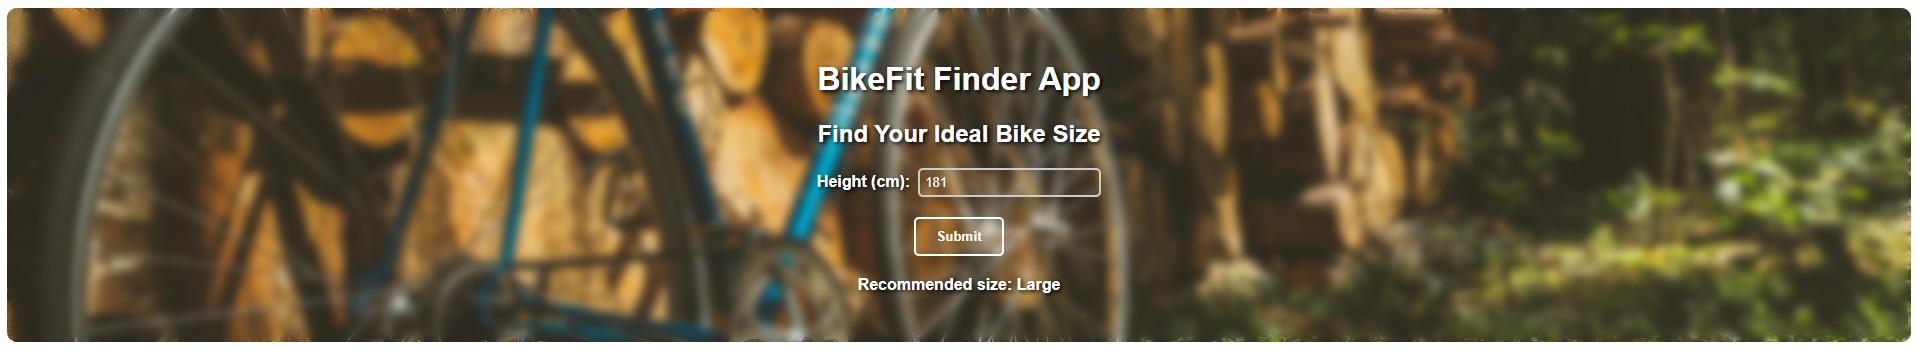 BikeFit Finder App
Find Your Ideal Bike Size
Height (cm): 181
Submit
Recommended size: Large